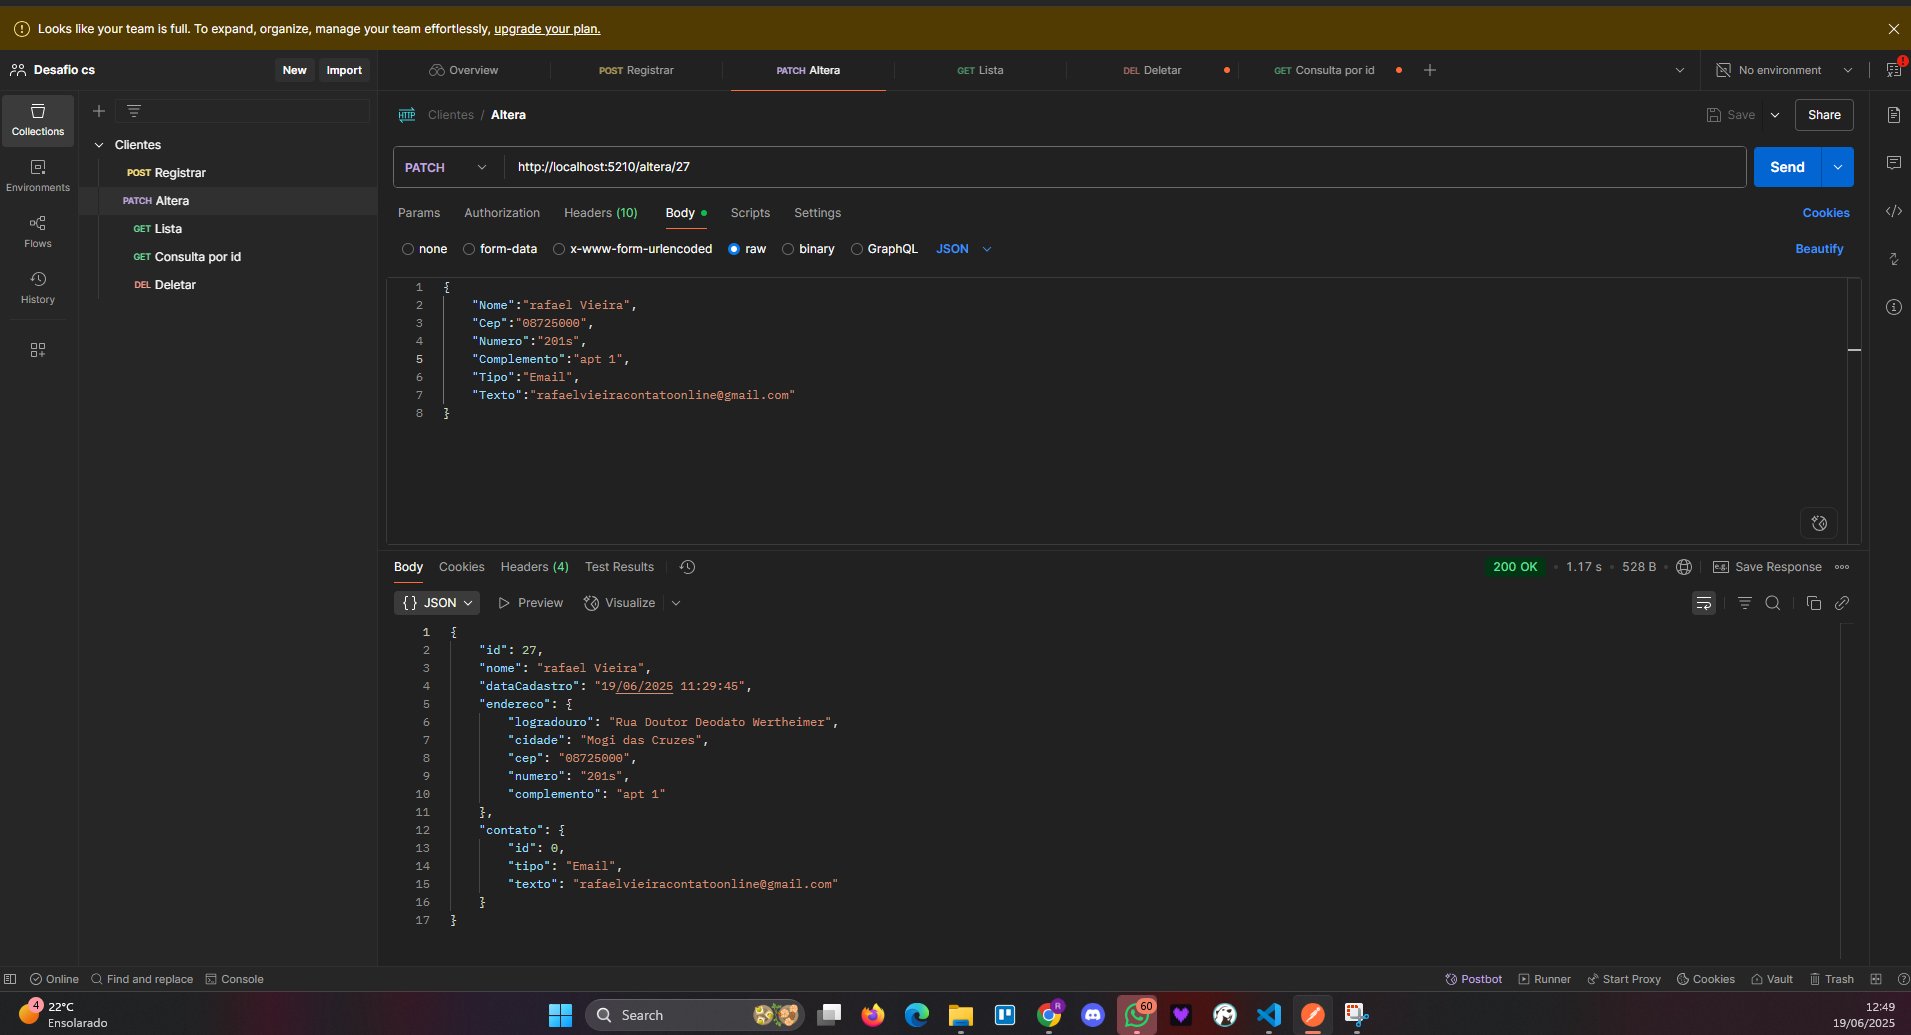 Looks like your team is full. To expand, organize, manage your team effortlessly, upgrade your plan.
Desafio cs
New
Import
Overview
POST Registrar
PATCH Altera
GET Lista
DEL Deletar
GET Consulta por id
No environment
Collections
Environments
Flows
History
Clientes
POST Registrar
PATCH Altera
GET Lista
GET Consulta por id
DEL Deletar
HTTP Clientes / Altera
Save
Share
PATCH http://localhost:5210/altera/27
Send
Params Authorization Headers (10) Body Scripts Settings
Cookies
none form-data x-www-form-urlencoded raw binary GraphQL JSON
Beautify
1 {
2 "Nome":"rafael Vieira",
3 "Cep":"08725000",
4 "Numero":"201s",
5 "Complemento":"apt 1",
6 "Tipo":"Email",
7 "Texto":"rafaelvieiracontatoonline@gmail.com"
8 }
Body Cookies Headers (4) Test Results
200 OK 1.17 s 528 B
e.g. Save Response
{} JSON Preview Visualize
1 {
2 "id": 27,
3 "nome": "rafael Vieira",
4 "dataCadastro": "19/06/2025 11:29:45",
5 "endereco": {
6 "logradouro": "Rua Doutor Deodato Wertheimer",
7 "cidade": "Mogi das Cruzes",
8 "cep": "08725000",
9 "numero": "201s",
10 "complemento": "apt 1"
11 },
12 "contato": {
13 "id": 0,
14 "tipo": "Email",
15 "texto": "rafaelvieiracontatoonline@gmail.com"
16 }
17 }
Online Find and replace Console
Postbot Runner Start Proxy Cookies Vault Trash
4
22°C
Ensolarado
Search
R
60
12:49
19/06/2025